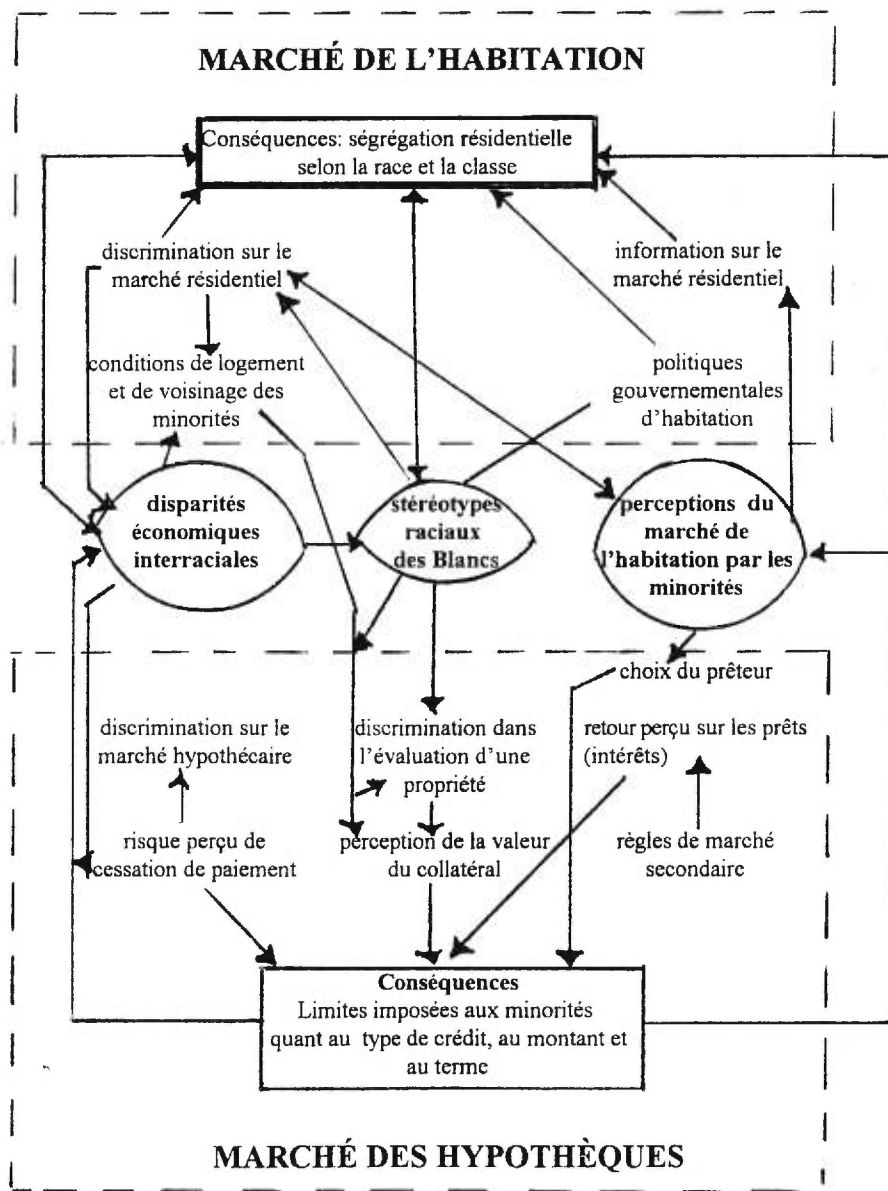 MARCHÉ DE L'HABITATION
Conséquences: ségrégation résidentielle
selon la race et la classe
discrimination sur le
marché résidentiel
information sur le
marché résidentiel
conditions de logement
et de voisinage des
minorités
politiques
gouvernementales
d'habitation
disparités
économiques
interraciales
stéréotypes
raciaux
des Blancs
perceptions du
marché de
l'habitation par les
minorités
choix du prêteur
discrimination sur le
marché hypothécaire
discrimination dans
l'évaluation d'une
propriété
retour perçu sur les prêts
(intérêts)
risque perçu de
cessation de paiement
perception de la valeur
du collatéral
règles de marché
secondaire
Conséquences
Limites imposées aux minorités
quant au type de crédit, au montant et
au terme
MARCHÉ DES HYPOTHÈQUES